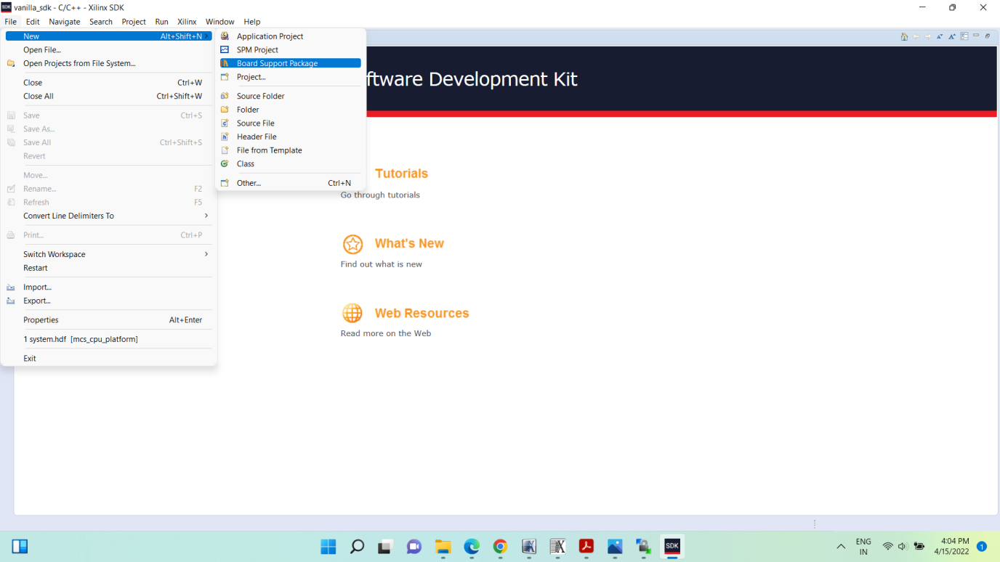 SDK vanilla_sdk - C/C++ - Xilinx SDK
File Edit Navigate Search Project Run Xilinx Window Help
New Alt+Shift+N
Open File...
Open Projects from File System...
Close Ctrl+W
Close All Ctrl+Shift+W
Save Ctrl+S
Save As...
Save All Ctrl+Shift+S
Revert
Move...
Rename... F2
Refresh F5
Convert Line Delimiters To
Print... Ctrl+P
Switch Workspace
Restart
Import...
Export...
Properties Alt+Enter
1 system.hdf [mcs_cpu_platform]
Exit
Application Project
SPM Project
Board Support Package
Project...
Source Folder
Folder
Source File
Header File
File from Template
Class
Other... Ctrl+N
ftware Development Kit
Tutorials
Go through tutorials
What's New
Find out what is new
Web Resources
Read more on the Web
SDK
ENG
IN
4:04 PM
4/15/2022
1